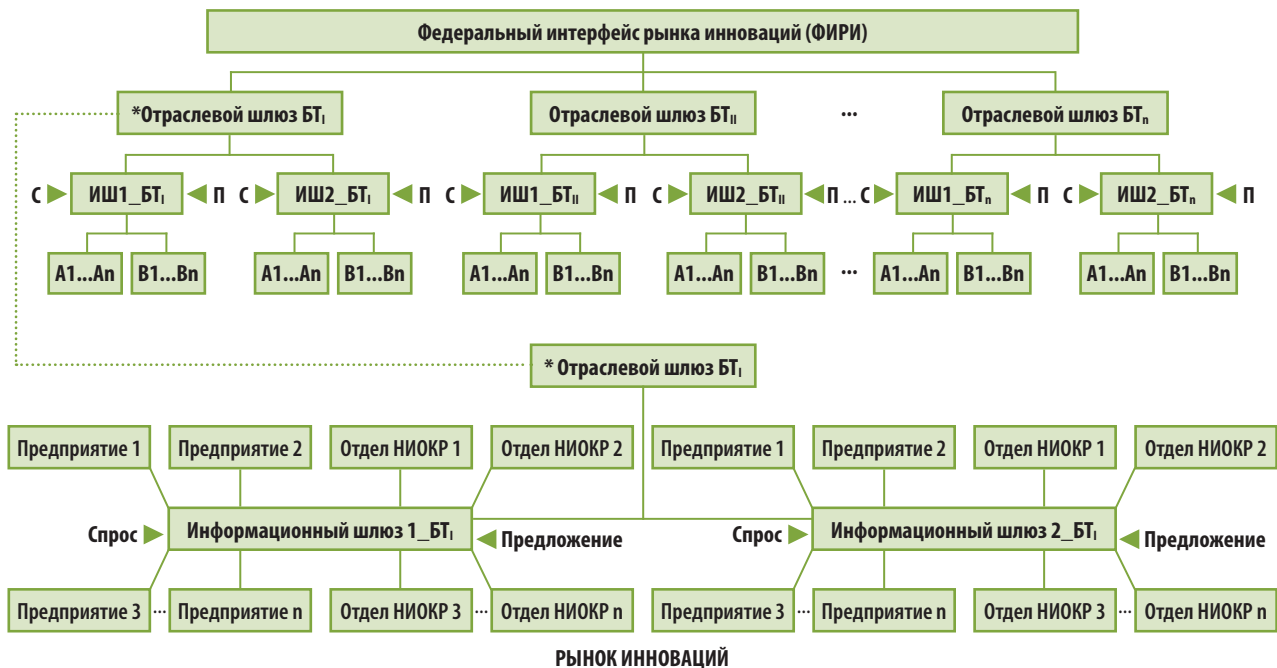 Федеральный интерфейс рынка инноваций (ФИРИ)
*Отраслевой шлюз БТI Отраслевой шлюз БТII ... Отраслевой шлюз БТn
С ИШ1_БТI П С ИШ2_БТI П С ИШ1_БТII П С ИШ2_БТII П ... С ИШ1_БТn П С ИШ2_БТn П
A1...An B1...Bn A1...An B1...Bn A1...An B1...Bn A1...An B1...Bn ... A1...An B1...Bn A1...An B1...Bn
* Отраслевой шлюз БТI
Предприятие 1 Предприятие 2 Отдел НИОКР 1 Отдел НИОКР 2 Предприятие 1 Предприятие 2 Отдел НИОКР 1 Отдел НИОКР 2
Спрос Информационный шлюз 1_БТI Предложение Спрос Информационный шлюз 2_БТI Предложение
Предприятие 3 ... Предприятие n Отдел НИОКР 3 ... Отдел НИОКР n Предприятие 3 ... Предприятие n Отдел НИОКР 3 ... Отдел НИОКР n
РЫНОК ИННОВАЦИЙ